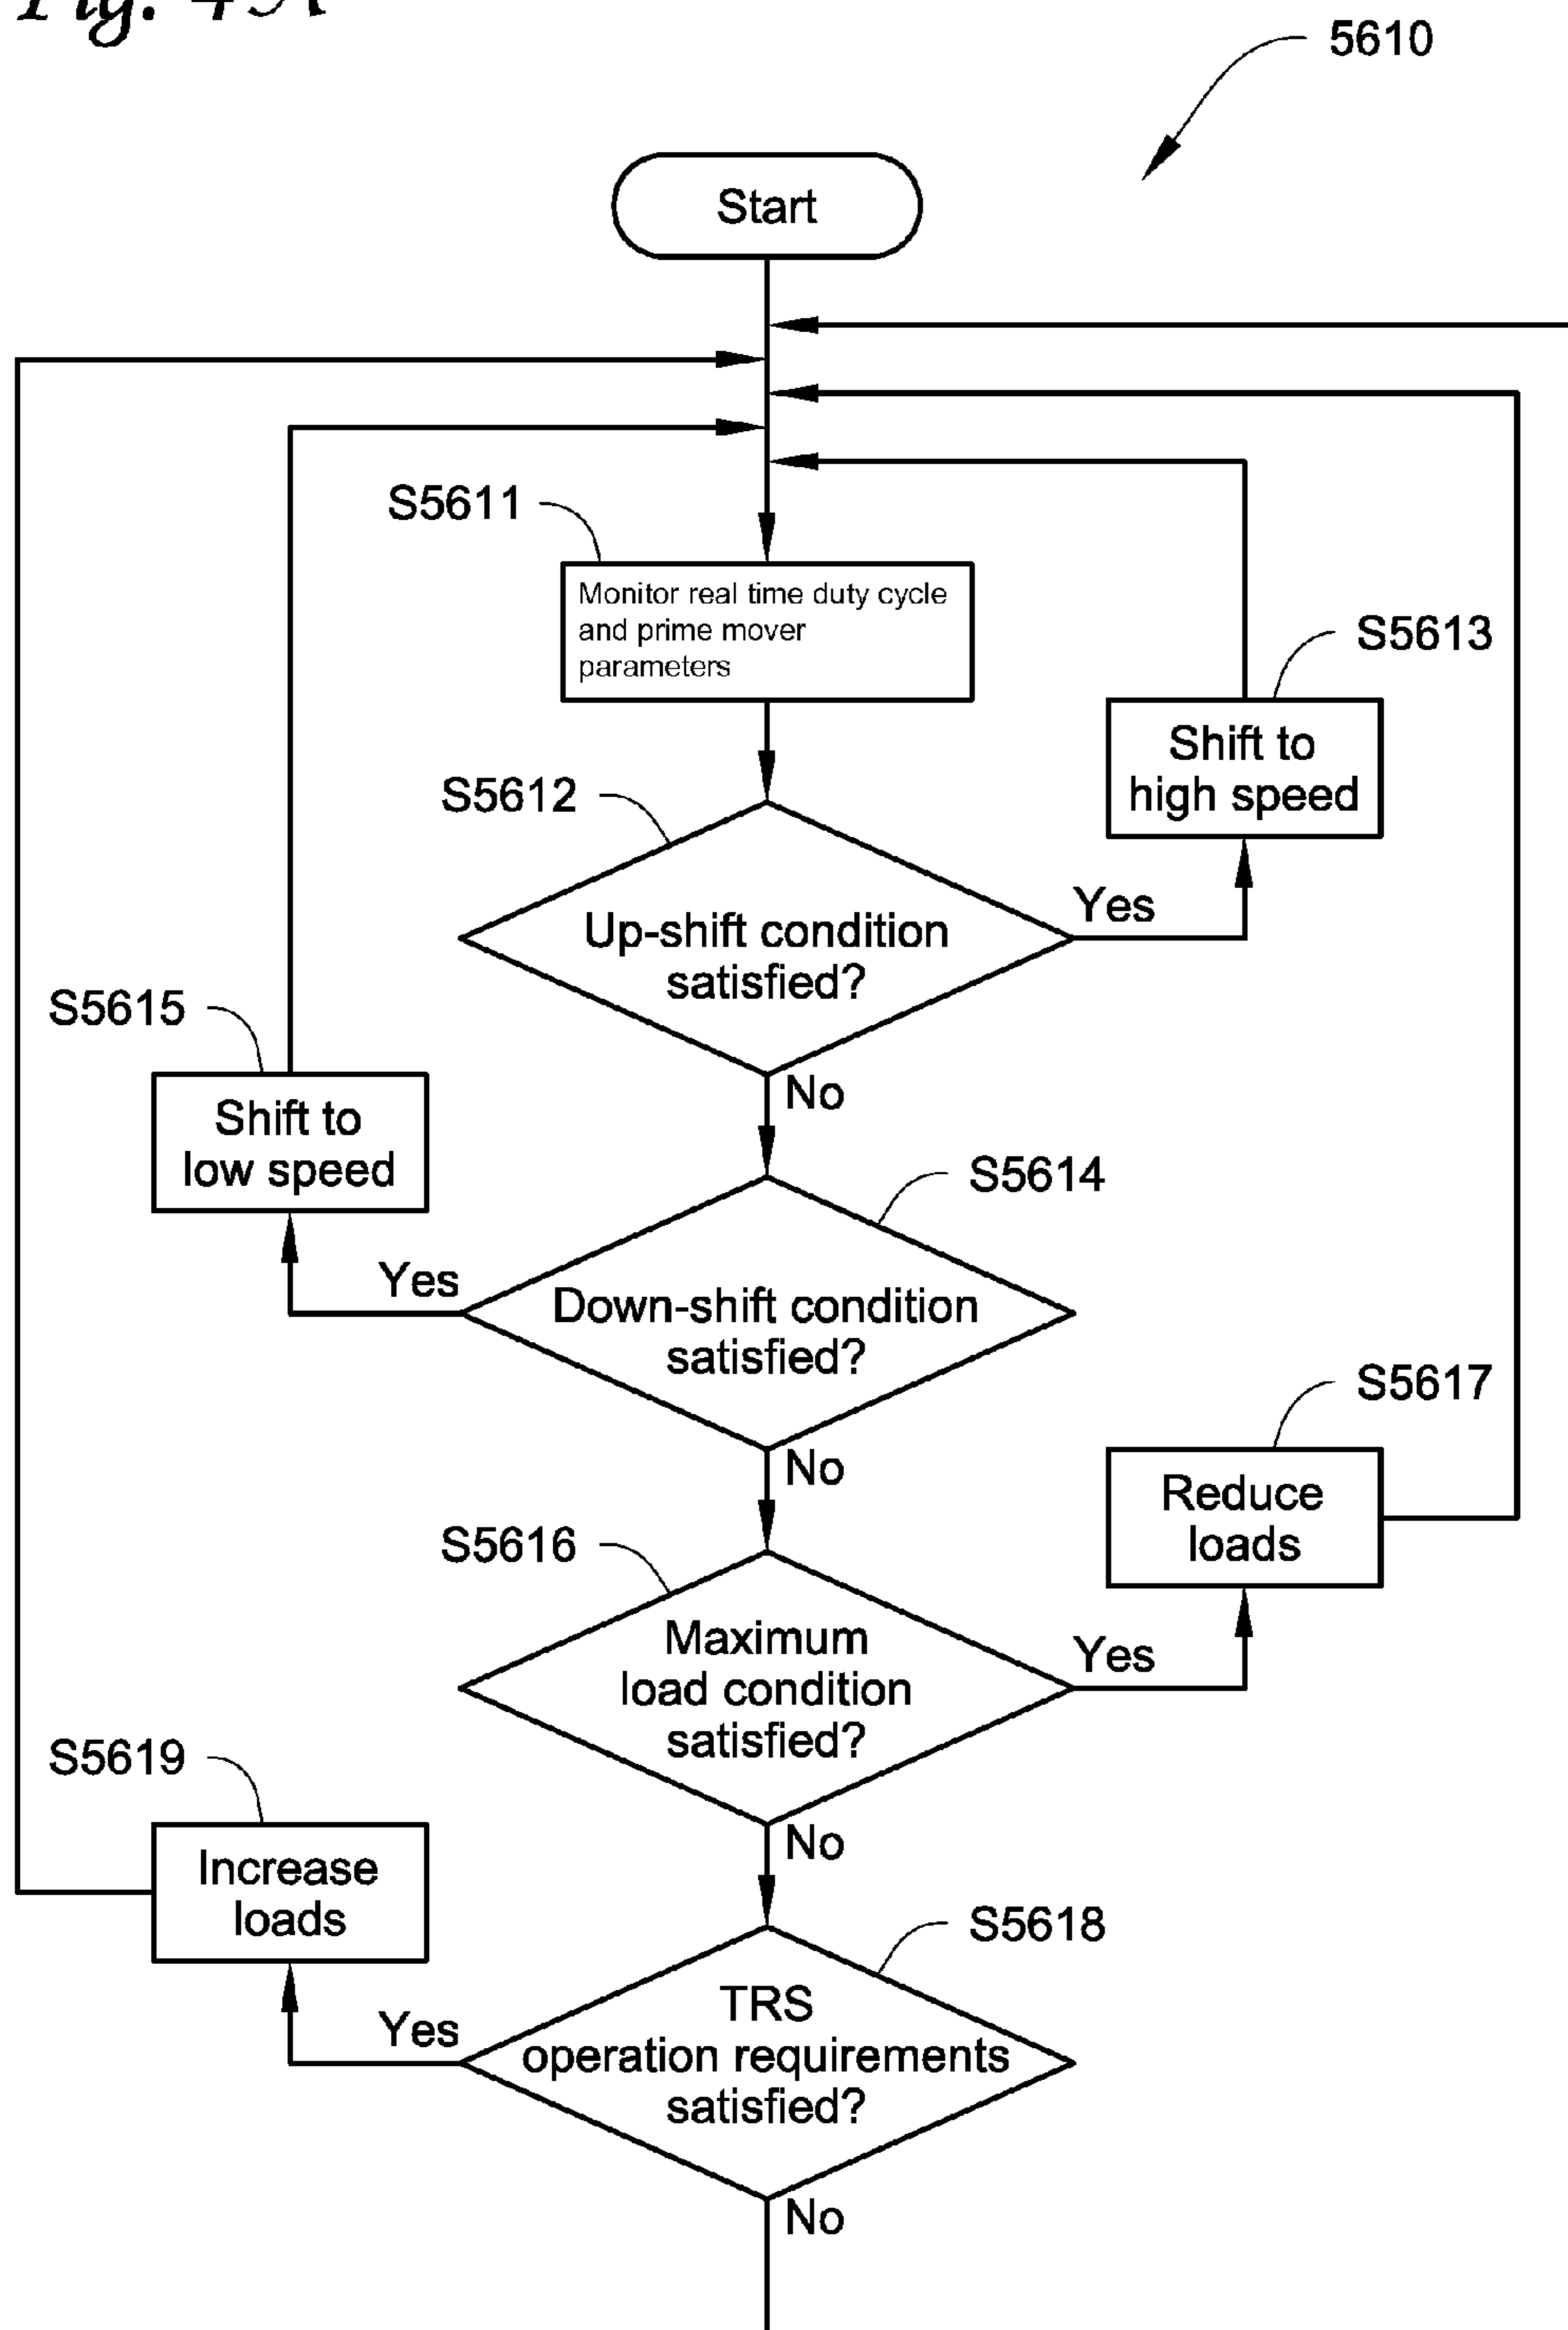 Fig. 49A
5610
Start
S5611
Monitor real time duty cycle
and prime mover
parameters
S5613
Shift to
high speed
S5612
Up-shift condition
satisfied?
Yes
No
S5615
Shift to
low speed
S5614
Down-shift condition
satisfied?
Yes
No
S5617
Reduce
loads
S5616
Maximum
load condition
satisfied?
Yes
No
S5619
Increase
loads
S5618
TRS
operation requirements
satisfied?
Yes
No